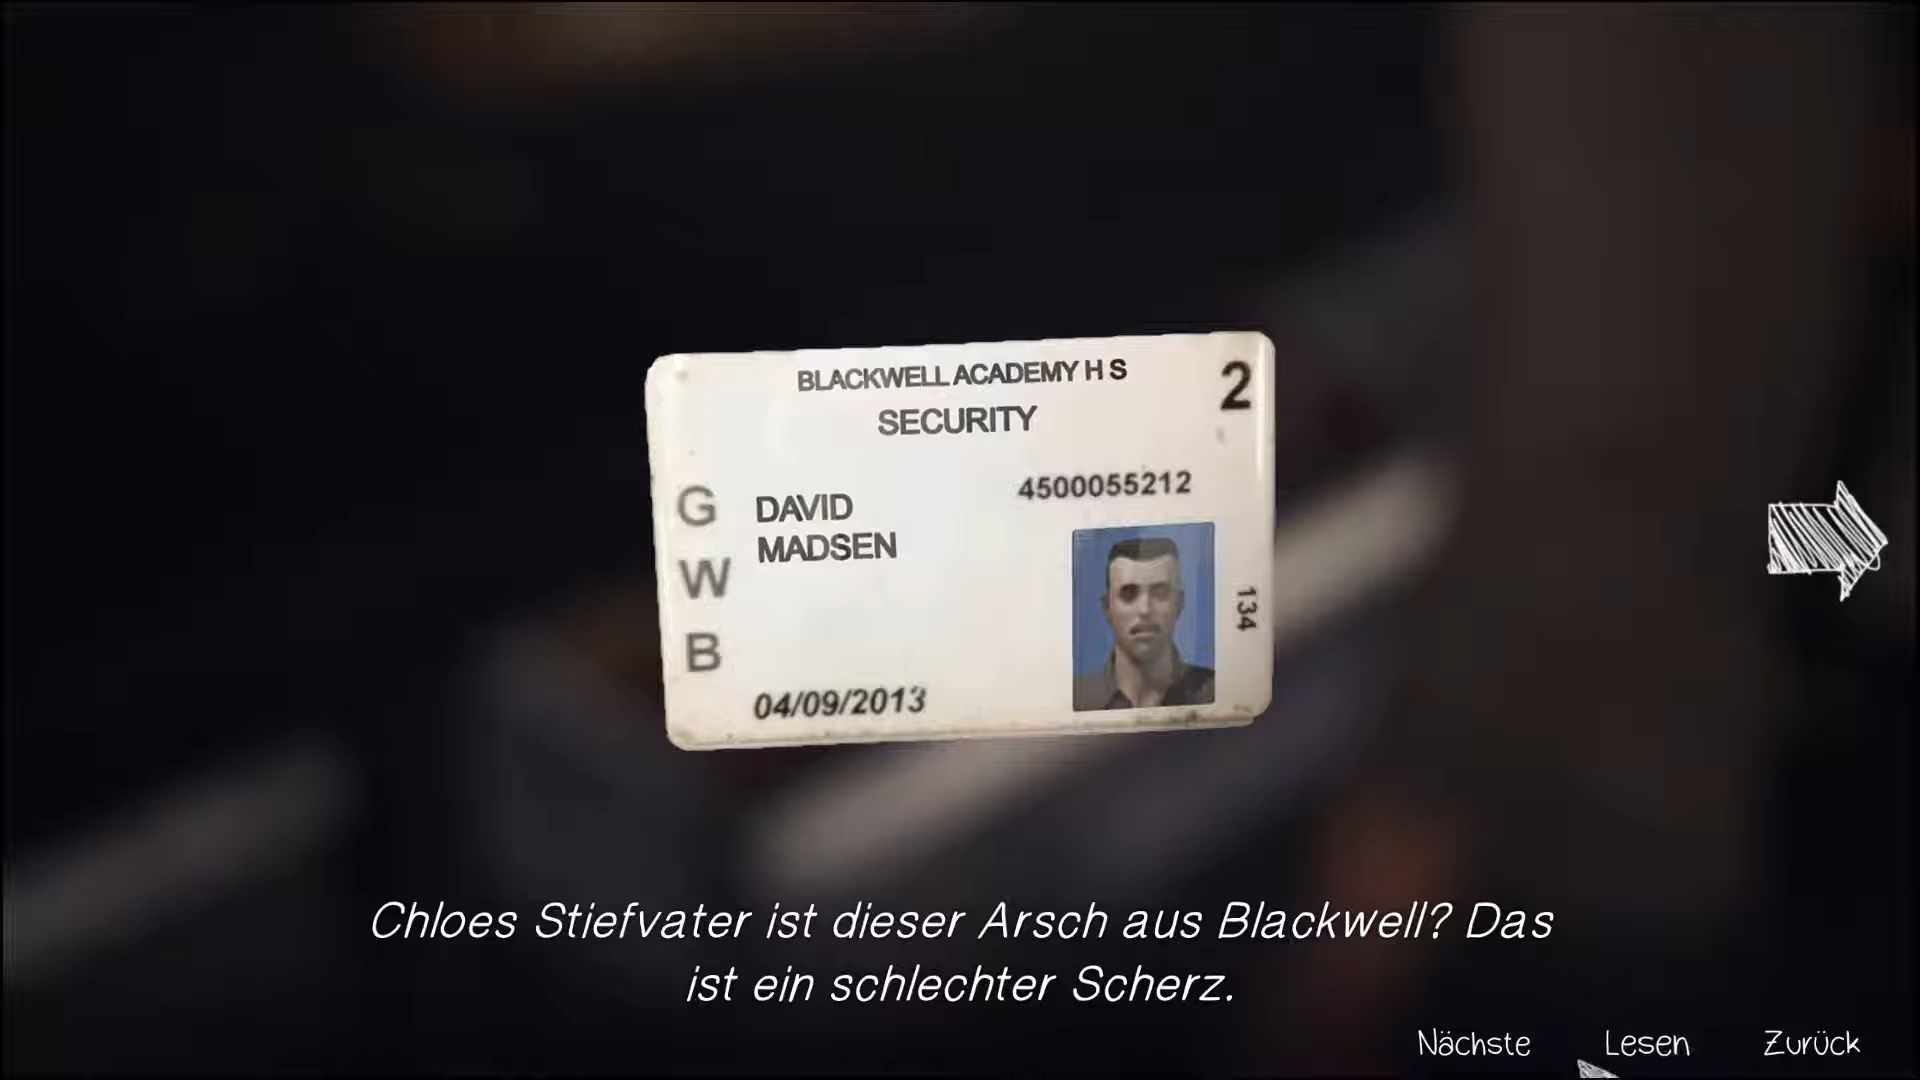 BLACKWELL ACADEMY H S
2
SECURITY
4500055212
G
DAVID
MADSEN
W
B
134
04/09/2013
Chloes Stiefvater ist dieser Arsch aus Blackwell? Das
ist ein schlechter Scherz.
Nächste Lesen Zurück